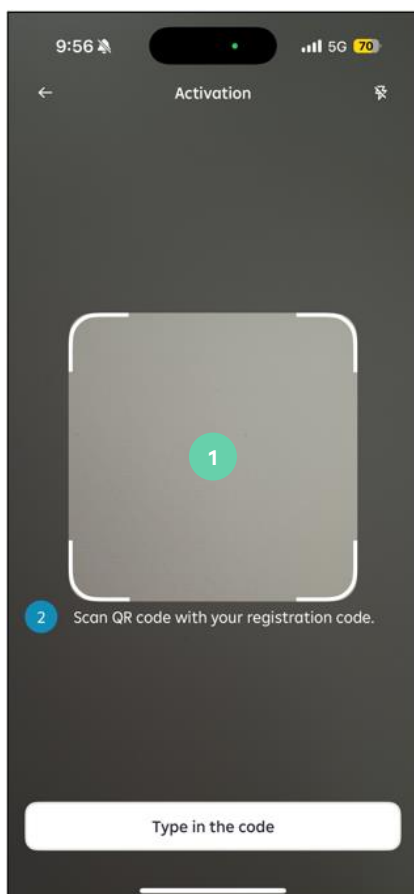 9:56
5G 70
Activation
1
2 Scan QR code with your registration code.
Type in the code